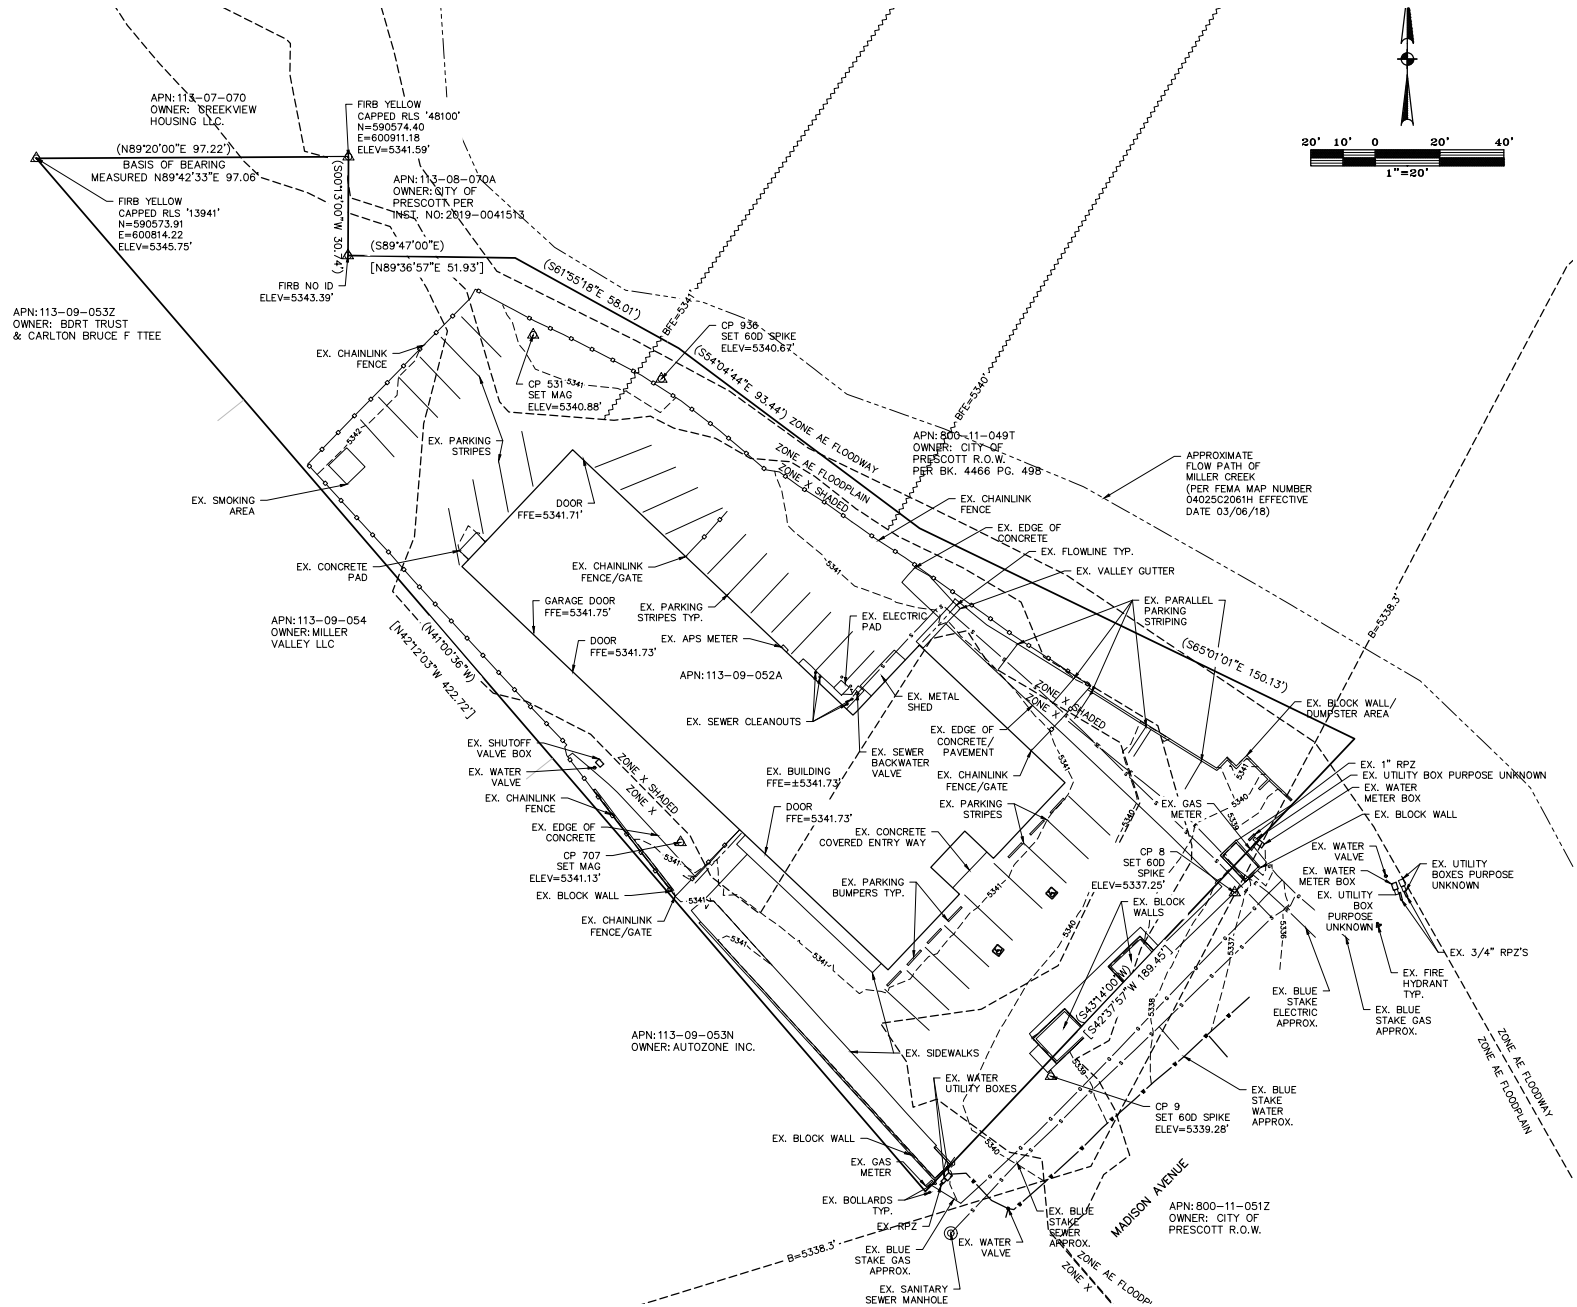 APN:113-07-070
OWNER: CREEKVIEW
HOUSING LLC.
FIRB YELLOW
CAPPED RLS '48100'
N=590574.40
E=600911.18
ELEV=5341.59'
20' 10' 0 20' 40'
1"=20'
(N89°20'00"E 97.22')
BASIS OF BEARING
MEASURED N89°42'33"E 97.06'
(S00°13'00"W 30.74')
APN:113-08-070A
OWNER:CITY OF
PRESCOTT PER
INST. NO:2019-0041513
FIRB YELLOW
CAPPED RLS '13941'
N=590573.91
E=600814.22
ELEV=5345.75'
(S89°47'00"E)
[N89°36'57"E 51.93']
FIRB NO ID
ELEV=5343.39'
(S61°55'18"E 58.01')
BFE=5341'
APN:113-09-053Z
OWNER: BDRT TRUST
& CARLTON BRUCE F TTEE
CP 936
SET 60D SPIKE
ELEV=5340.67'
(S54°04'44"E 93.44')
EX. CHAINLINK
FENCE
CP 531
SET MAG
ELEV=5340.88'
5341
BFE=5340'
ZONE AE FLOODWAY
ZONE AE FLOODPLAIN
ZONE X SHADED
5342
EX. PARKING
STRIPES
APN:800-11-049T
OWNER: CITY OF
PRESCOTT R.O.W.
PER BK. 4466 PG. 498
APPROXIMATE
FLOW PATH OF
MILLER CREEK
(PER FEMA MAP NUMBER
04025C2061H EFFECTIVE
DATE 03/06/18)
EX. SMOKING
AREA
DOOR
FFE=5341.71'
EX. CHAINLINK
FENCE
EX. EDGE OF
CONCRETE
EX. FLOWLINE TYP.
EX. VALLEY GUTTER
EX. CONCRETE
PAD
EX. CHAINLINK
FENCE/GATE
5341
GARAGE DOOR
FFE=5341.75'
EX. PARKING
STRIPES TYP.
EX. ELECTRIC
PAD
EX. PARALLEL
PARKING
STRIPING
B=5338.3'
APN:113-09-054
OWNER:MILLER
VALLEY LLC
(N41°00'36"W)
[N42°12'03"W 422.72']
DOOR
FFE=5341.73'
EX. APS METER
APN:113-09-052A
(S65°01'01"E 150.13')
EX. METAL
SHED
ZONE X SHADED
ZONE X
EX. BLOCK WALL/
DUMPSTER AREA
EX. SEWER CLEANOUTS
EX. SEWER
BACKWATER
VALVE
EX. EDGE OF
CONCRETE/
PAVEMENT
EX. SHUTOFF
VALVE BOX
EX. WATER
VALVE
ZONE X SHADED
ZONE X
EX. BUILDING
FFE=±5341.73'
EX. CHAINLINK
FENCE/GATE
5341
5341
EX. 1" RPZ
EX. UTILITY BOX PURPOSE UNKNOWN
EX. WATER
METER BOX
EX. BLOCK WALL
EX. CHAINLINK
FENCE
DOOR
FFE=5341.73'
EX. PARKING
STRIPES
5340
EX. GAS
METER
5340
5339
EX. EDGE OF
CONCRETE
EX. CONCRETE
COVERED ENTRY WAY
CP 707
SET MAG
ELEV=5341.13'
5341
CP 8
SET 60D
SPIKE
ELEV=5337.25'
EX. WATER
VALVE
EX. WATER
METER BOX
EX. UTILITY
BOX
PURPOSE
UNKNOWN
EX. UTILITY
BOXES PURPOSE
UNKNOWN
EX. BLOCK WALL
5341
EX. PARKING
BUMPERS TYP.
5341
EX. BLOCK
WALLS
EX. CHAINLINK
FENCE/GATE
5341
5341
5340
5337
5336
EX. 3/4" RPZ'S
(S43°14'00"W)
[S42°37'57"W 189.45']
EX. FIRE
HYDRANT
TYP.
EX. BLUE
STAKE
ELECTRIC
APPROX.
EX. BLUE
STAKE GAS
APPROX.
5338
APN:113-09-053N
OWNER:AUTOZONE INC.
EX. SIDEWALKS
5339
ZONE AE FLOODWAY
ZONE AE FLOODPLAIN
EX. WATER
UTILITY BOXES
CP 9
SET 60D SPIKE
ELEV=5339.28'
EX. BLUE
STAKE
WATER
APPROX.
EX. BLOCK WALL
5340
EX. GAS
METER
EX. BOLLARDS
TYP.
EX. RPZ
MADISON AVENUE
APN:800-11-051Z
OWNER: CITY OF
PRESCOTT R.O.W.
EX. BLUE
STAKE
SEWER
APPROX.
B=5338.3'
EX. BLUE
STAKE GAS
APPROX.
EX. WATER
VALVE
ZONE AE FLOODPL
ZONE X
EX. SANITARY
SEWER MANHOLE